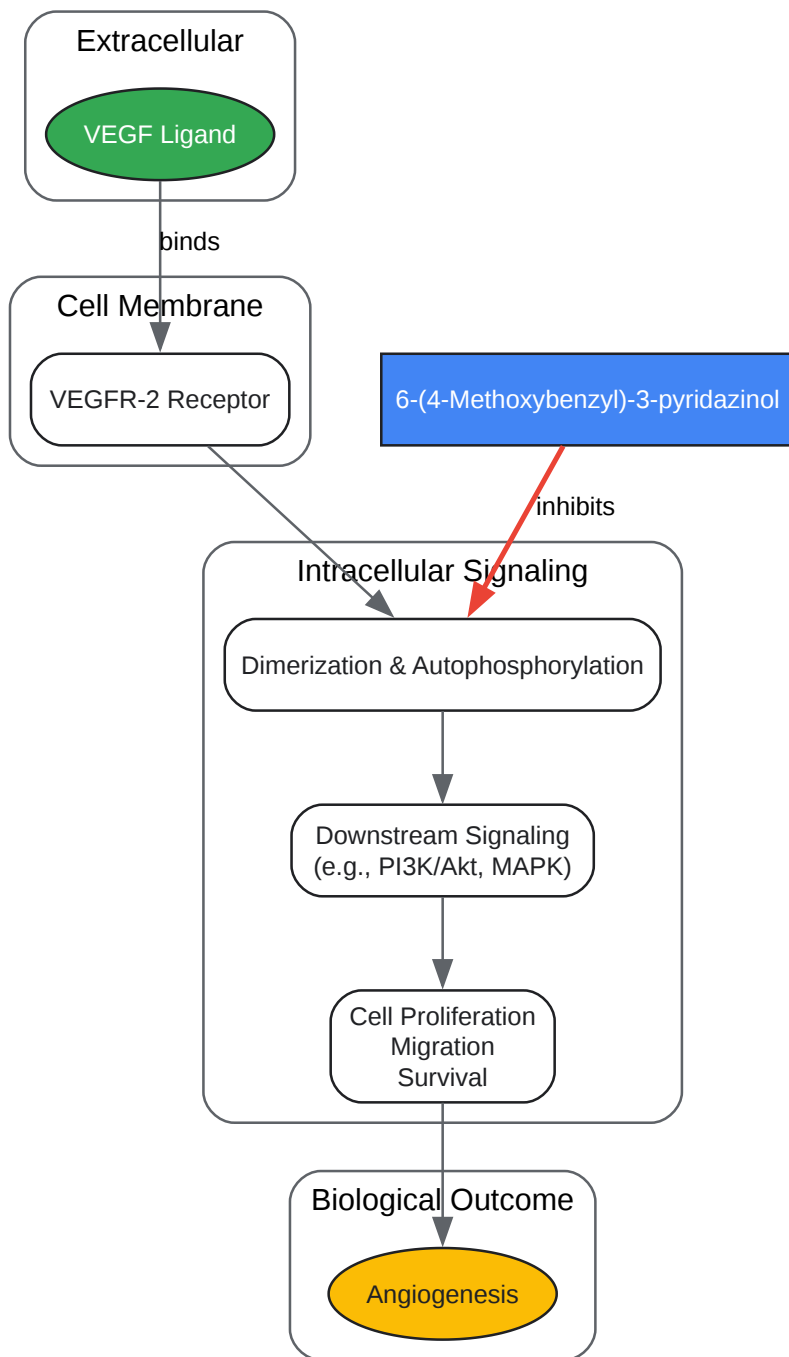 Extracellular
VEGF Ligand
binds
Cell Membrane
VEGFR-2 Receptor
6-(4-Methoxybenzyl)-3-pyridazinol
inhibits
Intracellular Signaling
Dimerization & Autophosphorylation
Downstream Signaling
(e.g., PI3K/Akt, MAPK)
Cell Proliferation
Migration
Survival
Biological Outcome
Angiogenesis